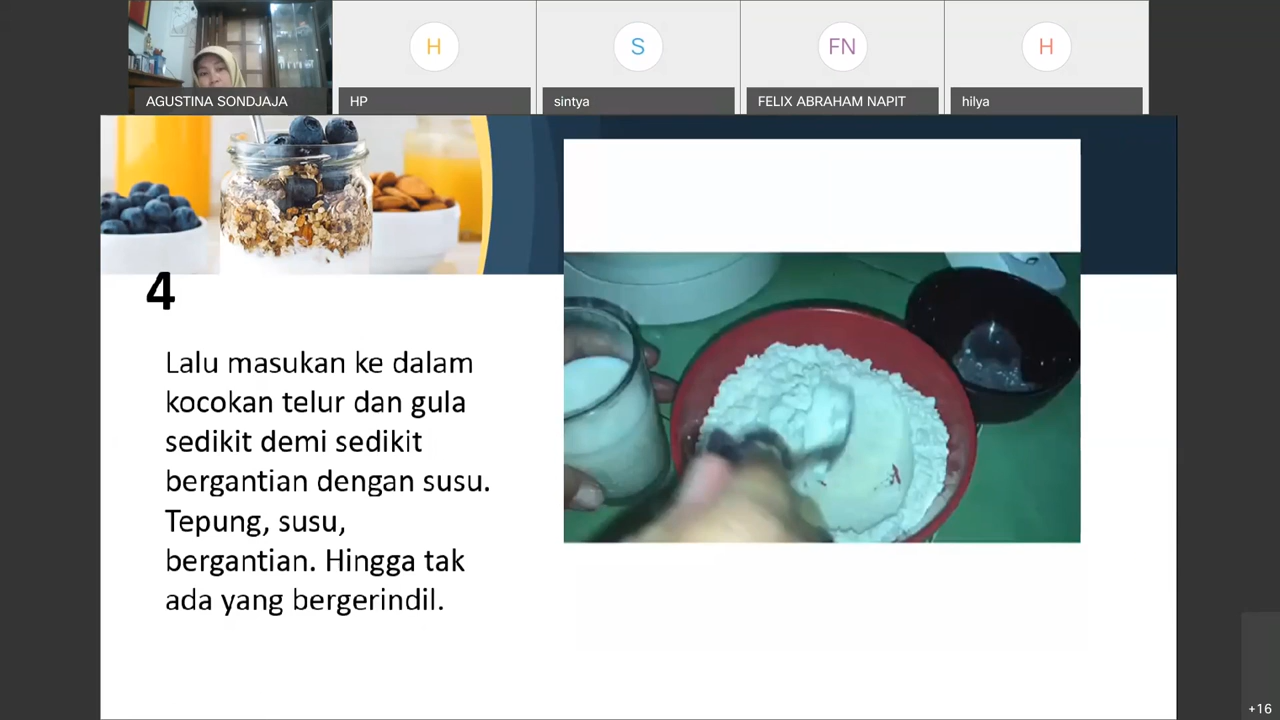 H
S
FN
H
AGUSTINA SONDJAJA
HP
sintya
FELIX ABRAHAM NAPIT
hilya
4
Lalu masukan ke dalam
kocokan telur dan gula
sedikit demi sedikit
bergantian dengan susu.
Tepung, susu,
bergantian. Hingga tak
ada yang bergerindil.
+16